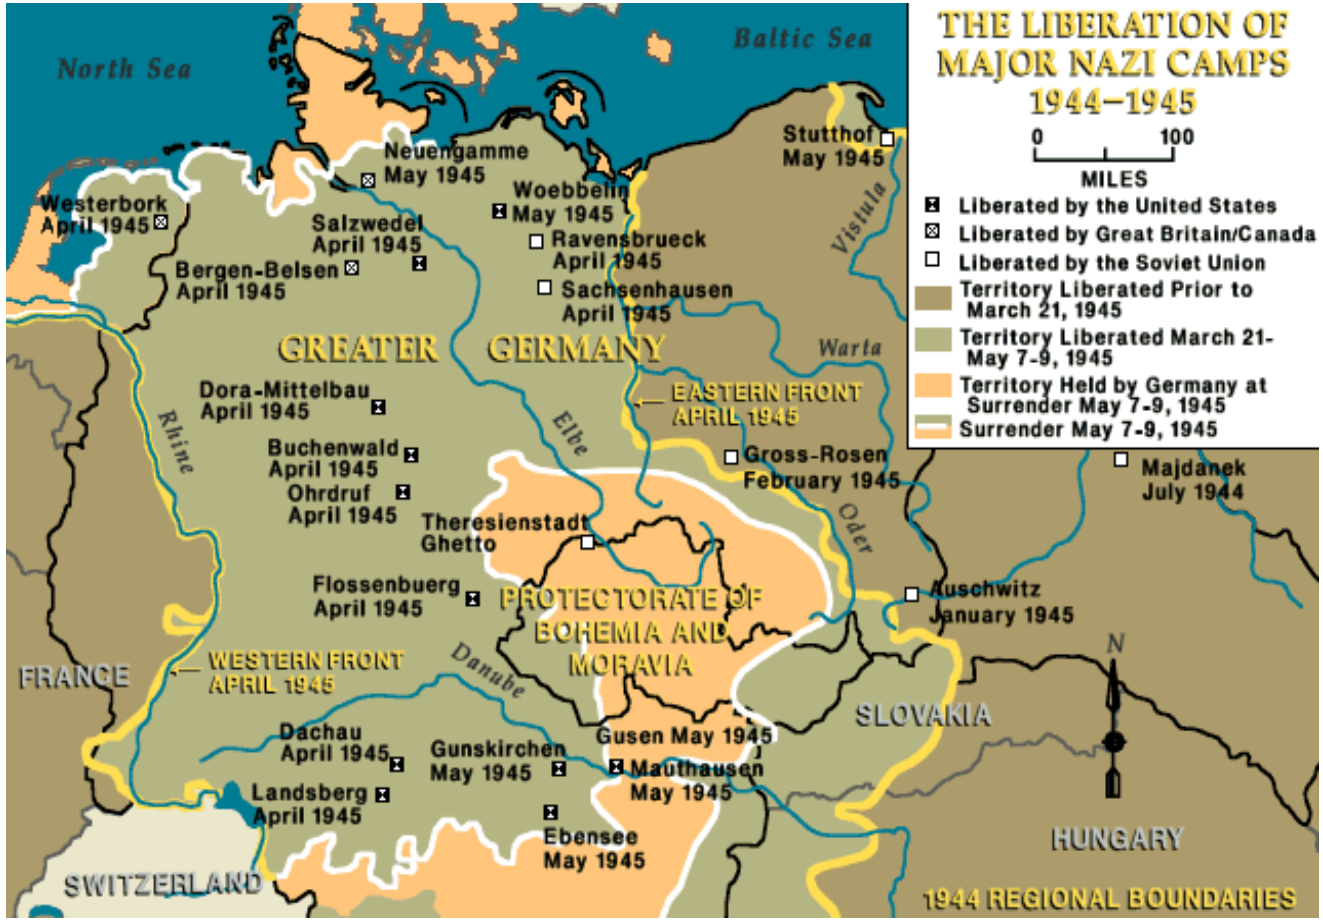 THE LIBERATION OF
MAJOR NAZI CAMPS
1944–1945
0 100
MILES
Liberated by the United States
Liberated by Great Britain/Canada
Liberated by the Soviet Union
Territory Liberated Prior to
March 21, 1945
Territory Liberated March 21-
May 7-9, 1945
Territory Held by Germany at
Surrender May 7-9, 1945
Surrender May 7-9, 1945
North Sea
Baltic Sea
Stutthof
May 1945
Neuengamme
May 1945
Woebbelin
May 1945
Westerbork
April 1945
Salzwedel
April 1945
Vistula
Ravensbrueck
April 1945
Bergen-Belsen
April 1945
Sachsenhausen
April 1945
GREATER GERMANY
Warta
Dora-Mittelbau
April 1945
EASTERN FRONT
APRIL 1945
Rhine
Elbe
Buchenwald
April 1945
Gross-Rosen
February 1945
Majdanek
July 1944
Ohrdruf
April 1945
Oder
Theresienstadt
Ghetto
Flossenbuerg
April 1945
PROTECTORATE OF
BOHEMIA AND
MORAVIA
Auschwitz
January 1945
FRANCE
WESTERN FRONT
APRIL 1945
Danube
N
SLOVAKIA
Dachau
April 1945
Gunskirchen
May 1945
Gusen May 1945
Mauthausen
May 1945
Landsberg
April 1945
Ebensee
May 1945
HUNGARY
SWITZERLAND
1944 REGIONAL BOUNDARIES